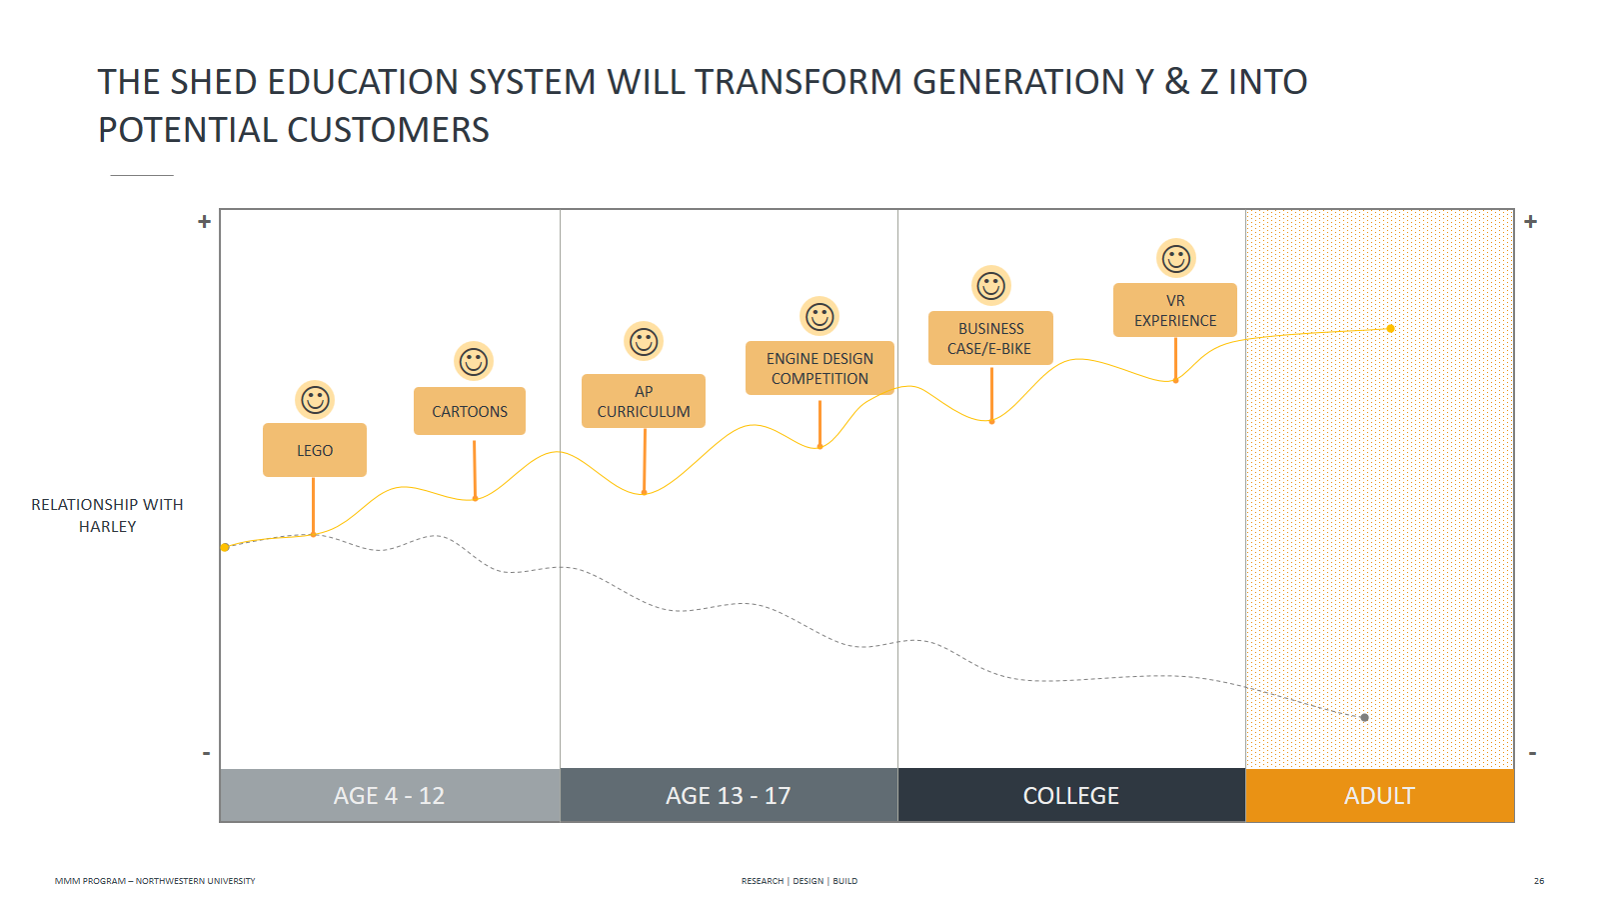 THE SHED EDUCATION SYSTEM WILL TRANSFORM GENERATION Y & Z INTO
POTENTIAL CUSTOMERS
+
+
VR
EXPERIENCE
BUSINESS
CASE/E-BIKE
ENGINE DESIGN
COMPETITION
AP
CURRICULUM
CARTOONS
LEGO
RELATIONSHIP WITH
HARLEY
-
-
AGE 4 - 12
AGE 13 - 17
COLLEGE
ADULT
MMM PROGRAM – NORTHWESTERN UNIVERSITY
RESEARCH | DESIGN | BUILD
26